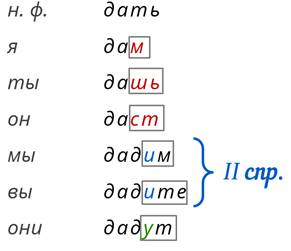 н. ф. дать
я дам
ты дашь
он даст
мы дадим
вы дадите
II спр.
они дадут